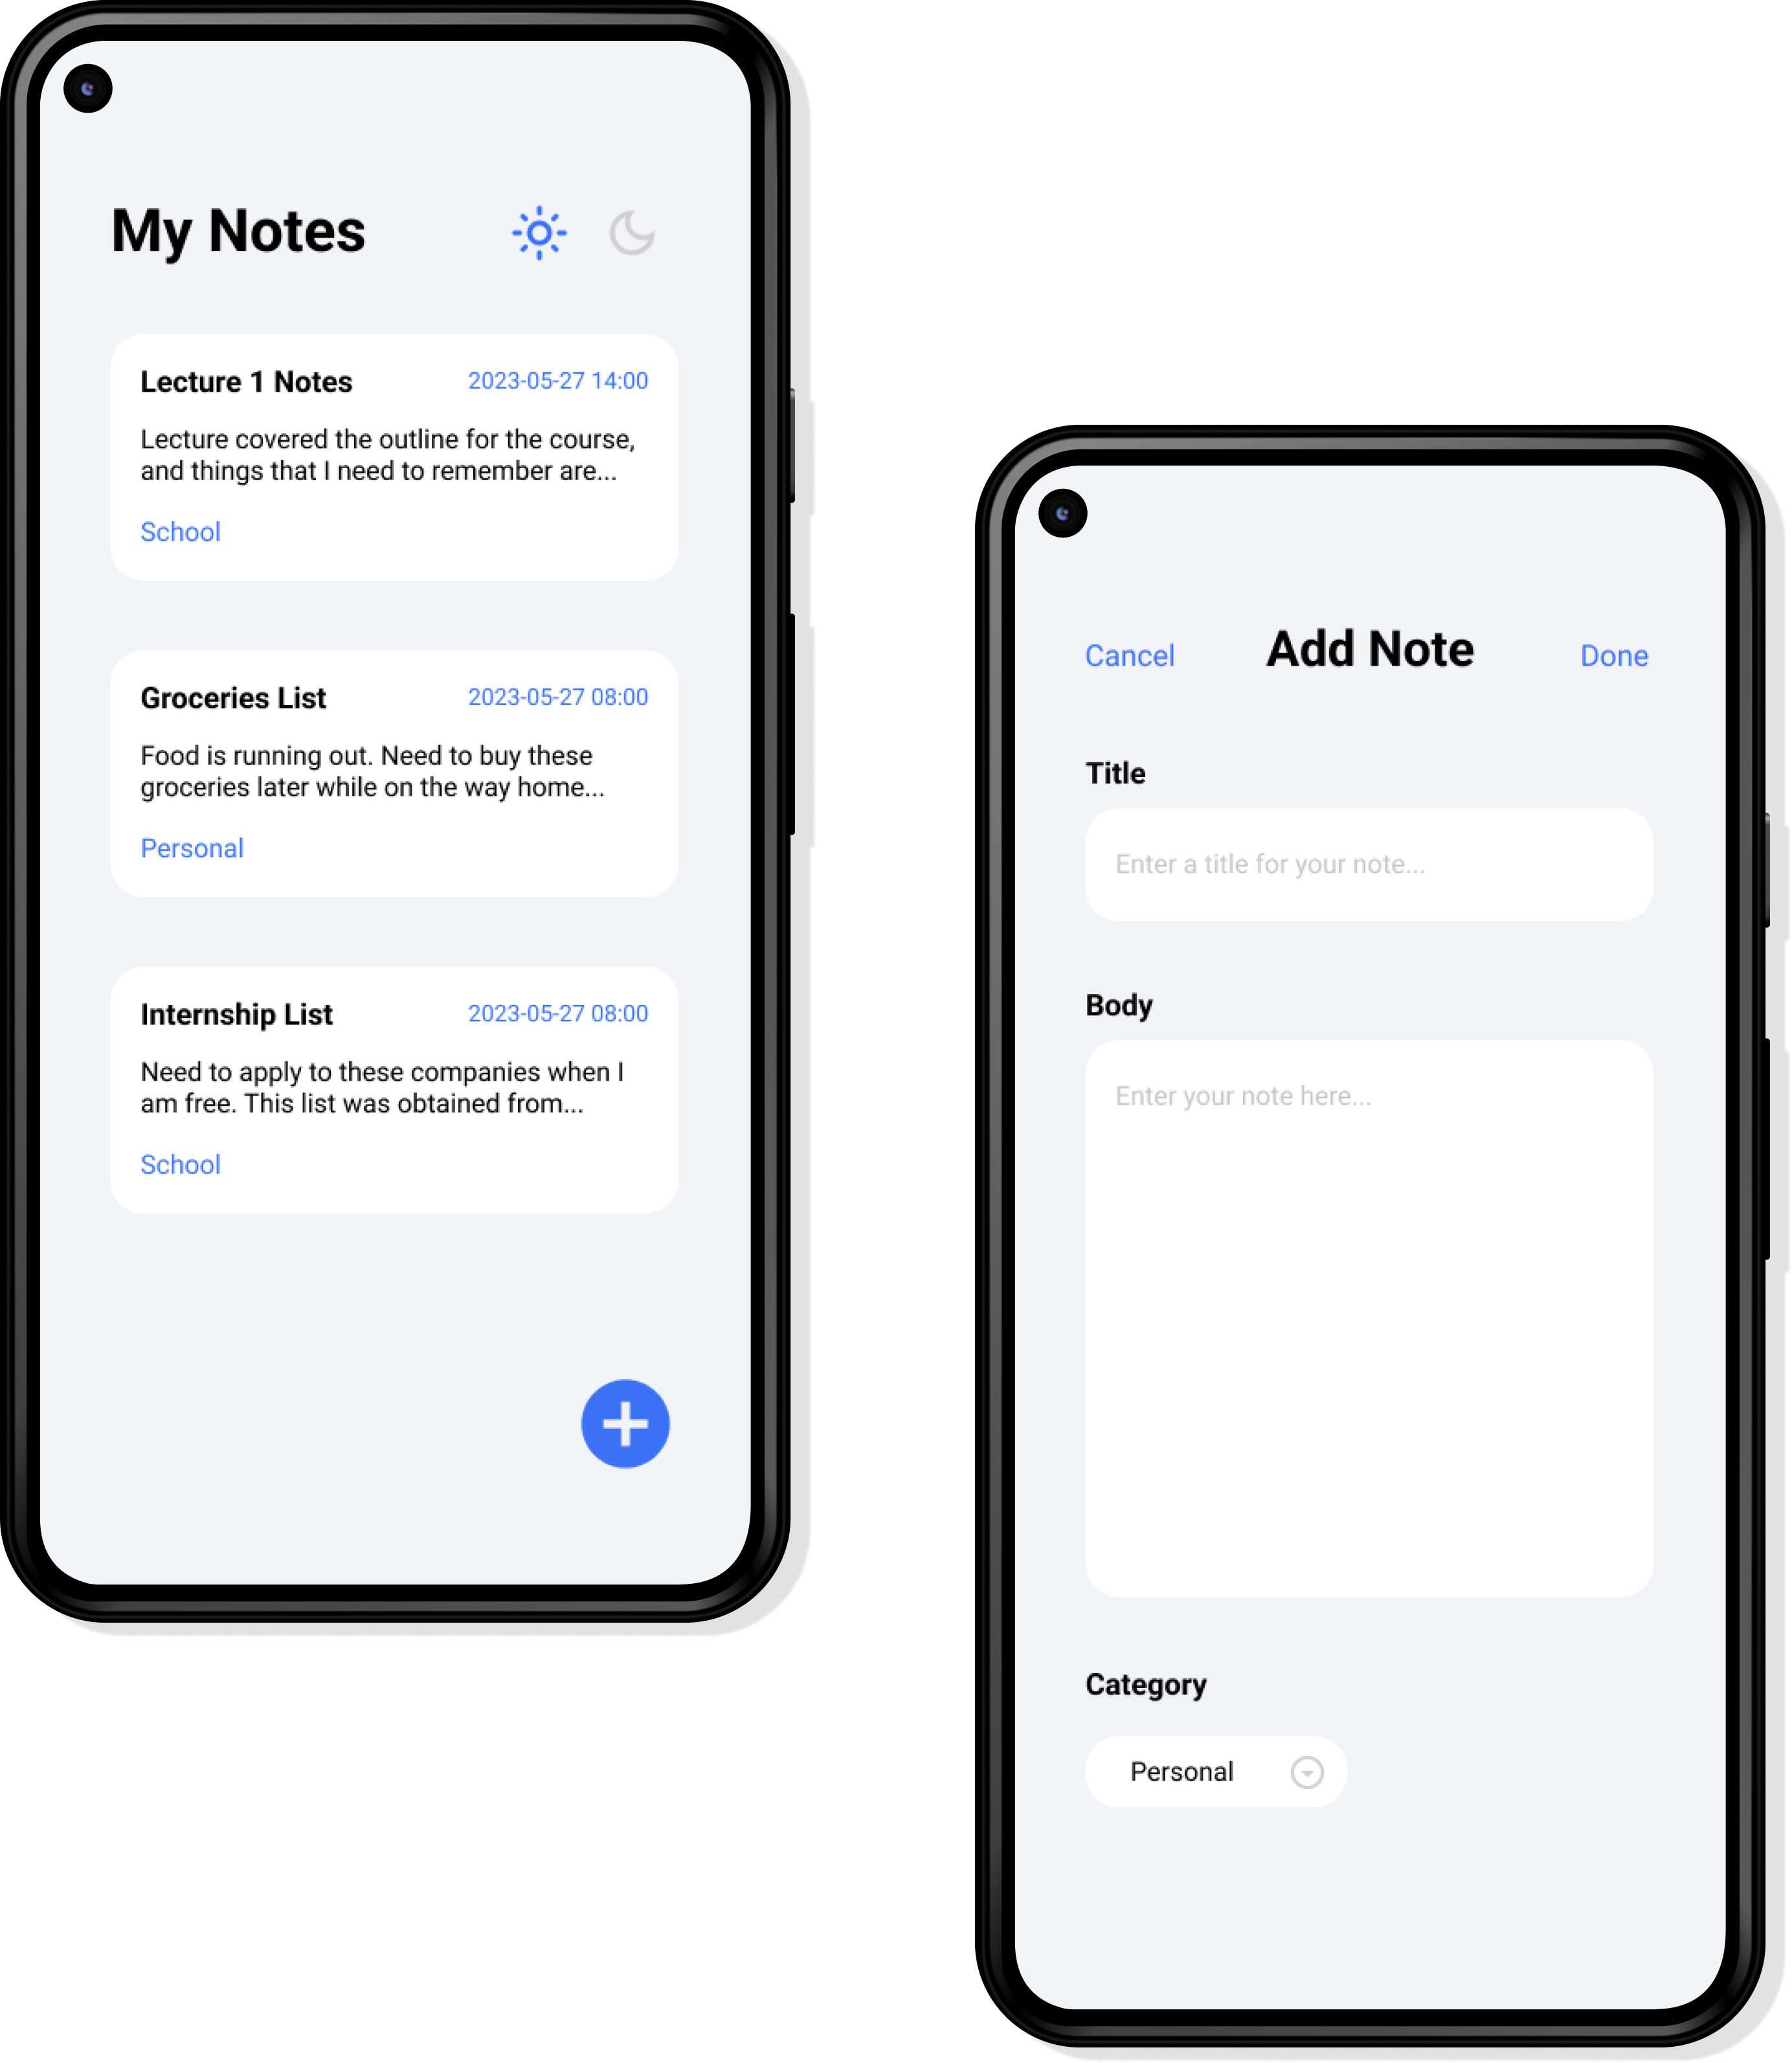 My Notes
Lecture 1 Notes
2023-05-27 14:00
Lecture covered the outline for the course,
and things that I need to remember are...
School
Groceries List
2023-05-27 08:00
Food is running out. Need to buy these
groceries later while on the way home...
Personal
Internship List
2023-05-27 08:00
Need to apply to these companies when I
am free. This list was obtained from...
School
Cancel
Add Note
Done
Title
Enter a title for your note...
Body
Enter your note here...
Category
Personal